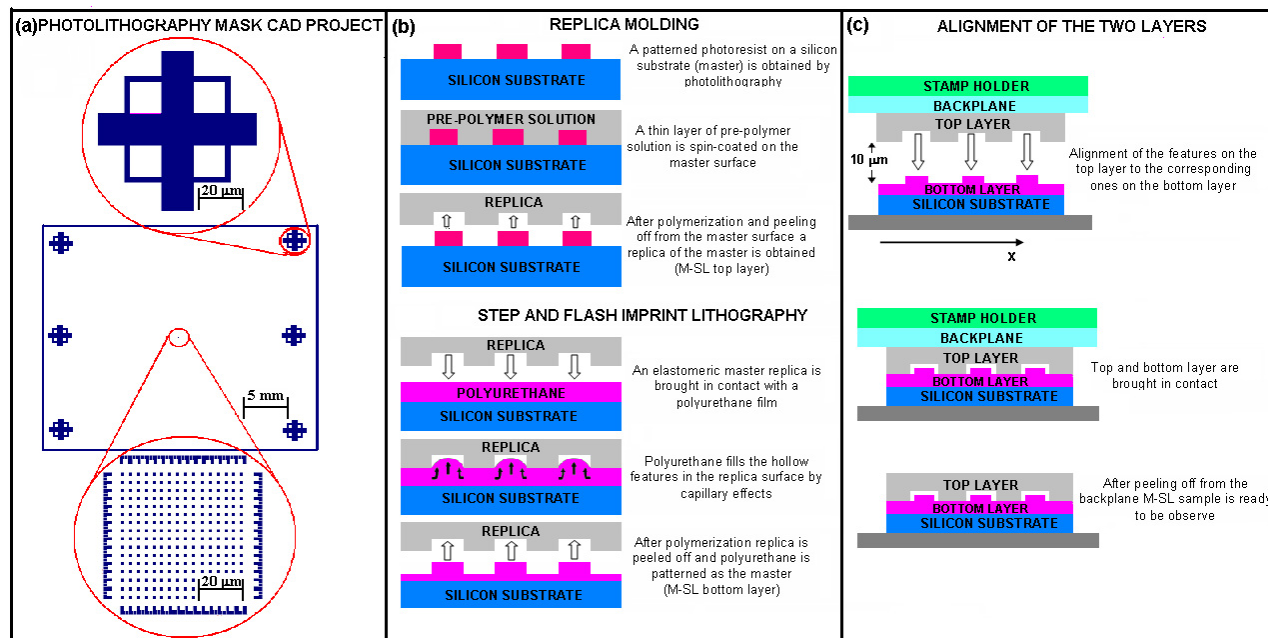 (a)PHOTOLITHOGRAPHY MASK CAD PROJECT
20 µm
5 mm
20 µm
(b)
REPLICA MOLDING
SILICON SUBSTRATE
A patterned photoresist on a silicon
substrate (master) is obtained by
photolithography
PRE-POLYMER SOLUTION
SILICON SUBSTRATE
A thin layer of pre-polymer
solution is spin-coated on the
master surface
REPLICA
SILICON SUBSTRATE
After polymerization and peeling
off from the master surface a
replica of the master is obtained
(M-SL top layer)
STEP AND FLASH IMPRINT LITHOGRAPHY
REPLICA
POLYURETHANE
SILICON SUBSTRATE
An elastomeric master replica is
brought in contact with a
polyurethane film
REPLICA
SILICON SUBSTRATE
Polyurethane fills the hollow
features in the replica surface by
capillary effects
REPLICA
SILICON SUBSTRATE
After polymerization replica is
peeled off and polyurethane is
patterned as the master
(M-SL bottom layer)
(c)
ALIGNMENT OF THE TWO LAYERS
STAMP HOLDER
BACKPLANE
TOP LAYER
10 µm
BOTTOM LAYER
SILICON SUBSTRATE
x
Alignment of the features on the
top layer to the corresponding
ones on the bottom layer
STAMP HOLDER
BACKPLANE
TOP LAYER
BOTTOM LAYER
SILICON SUBSTRATE
Top and bottom layer are
brought in contact
TOP LAYER
BOTTOM LAYER
SILICON SUBSTRATE
After peeling off from the
backplane M-SL sample is ready
to be observe